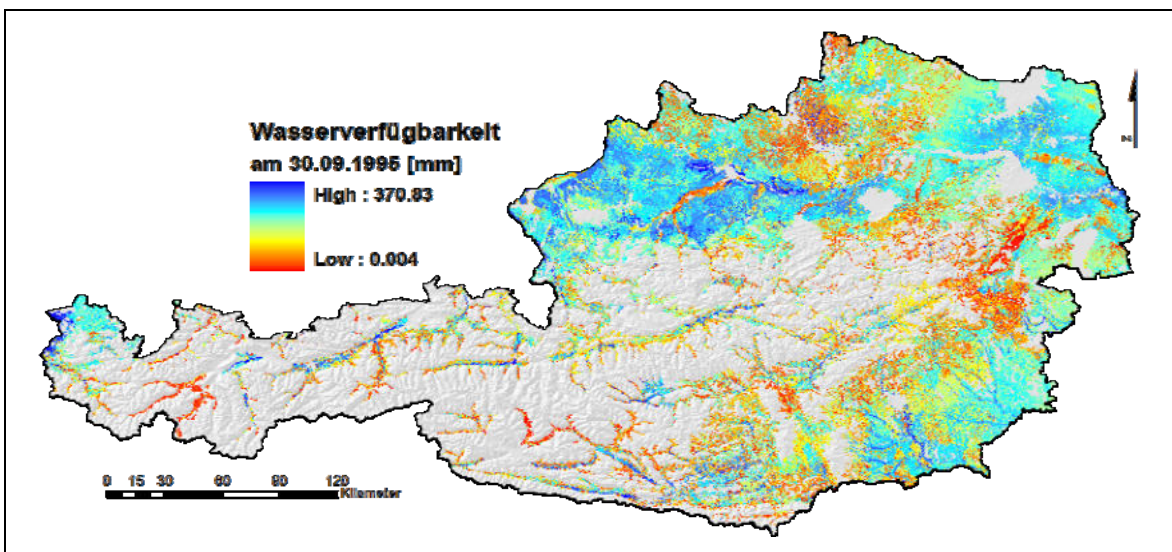 Wasserverfügbarkeit
am 30.09.1995 [mm]
High : 370.83
Low : 0.004
0 15 30 60 90 120
Kilometer